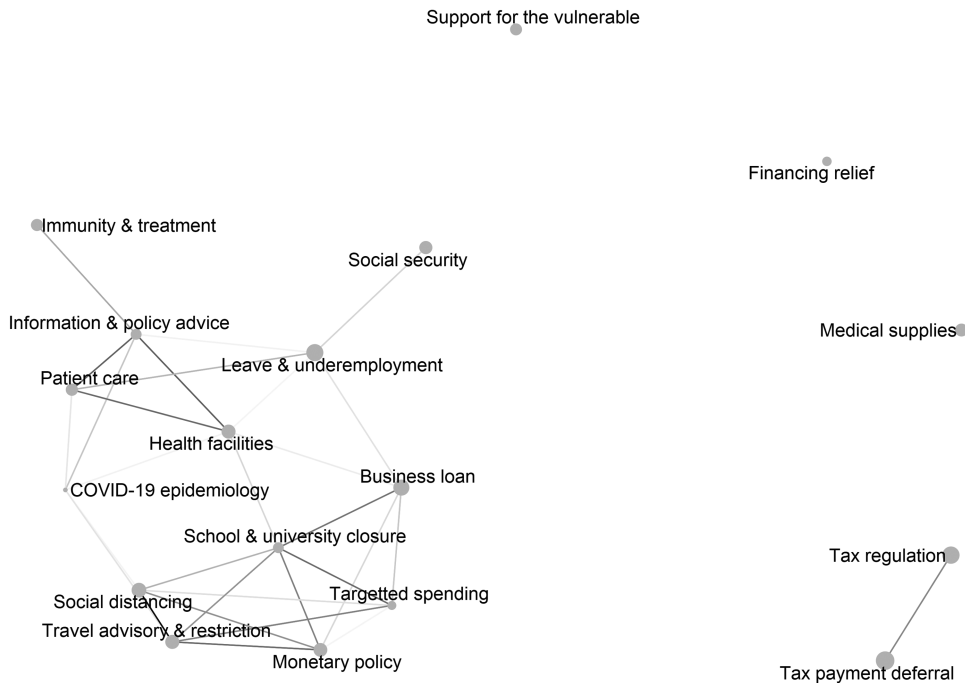 Support for the vulnerable
Financing relief
Immunity & treatment
Social security
Information & policy advice
Medical supplies
Leave & underemployment
Patient care
Health facilities
Business loan
COVID-19 epidemiology
School & university closure
Tax regulation
Targetted spending
Social distancing
Travel advisory & restriction
Monetary policy
Tax payment deferral